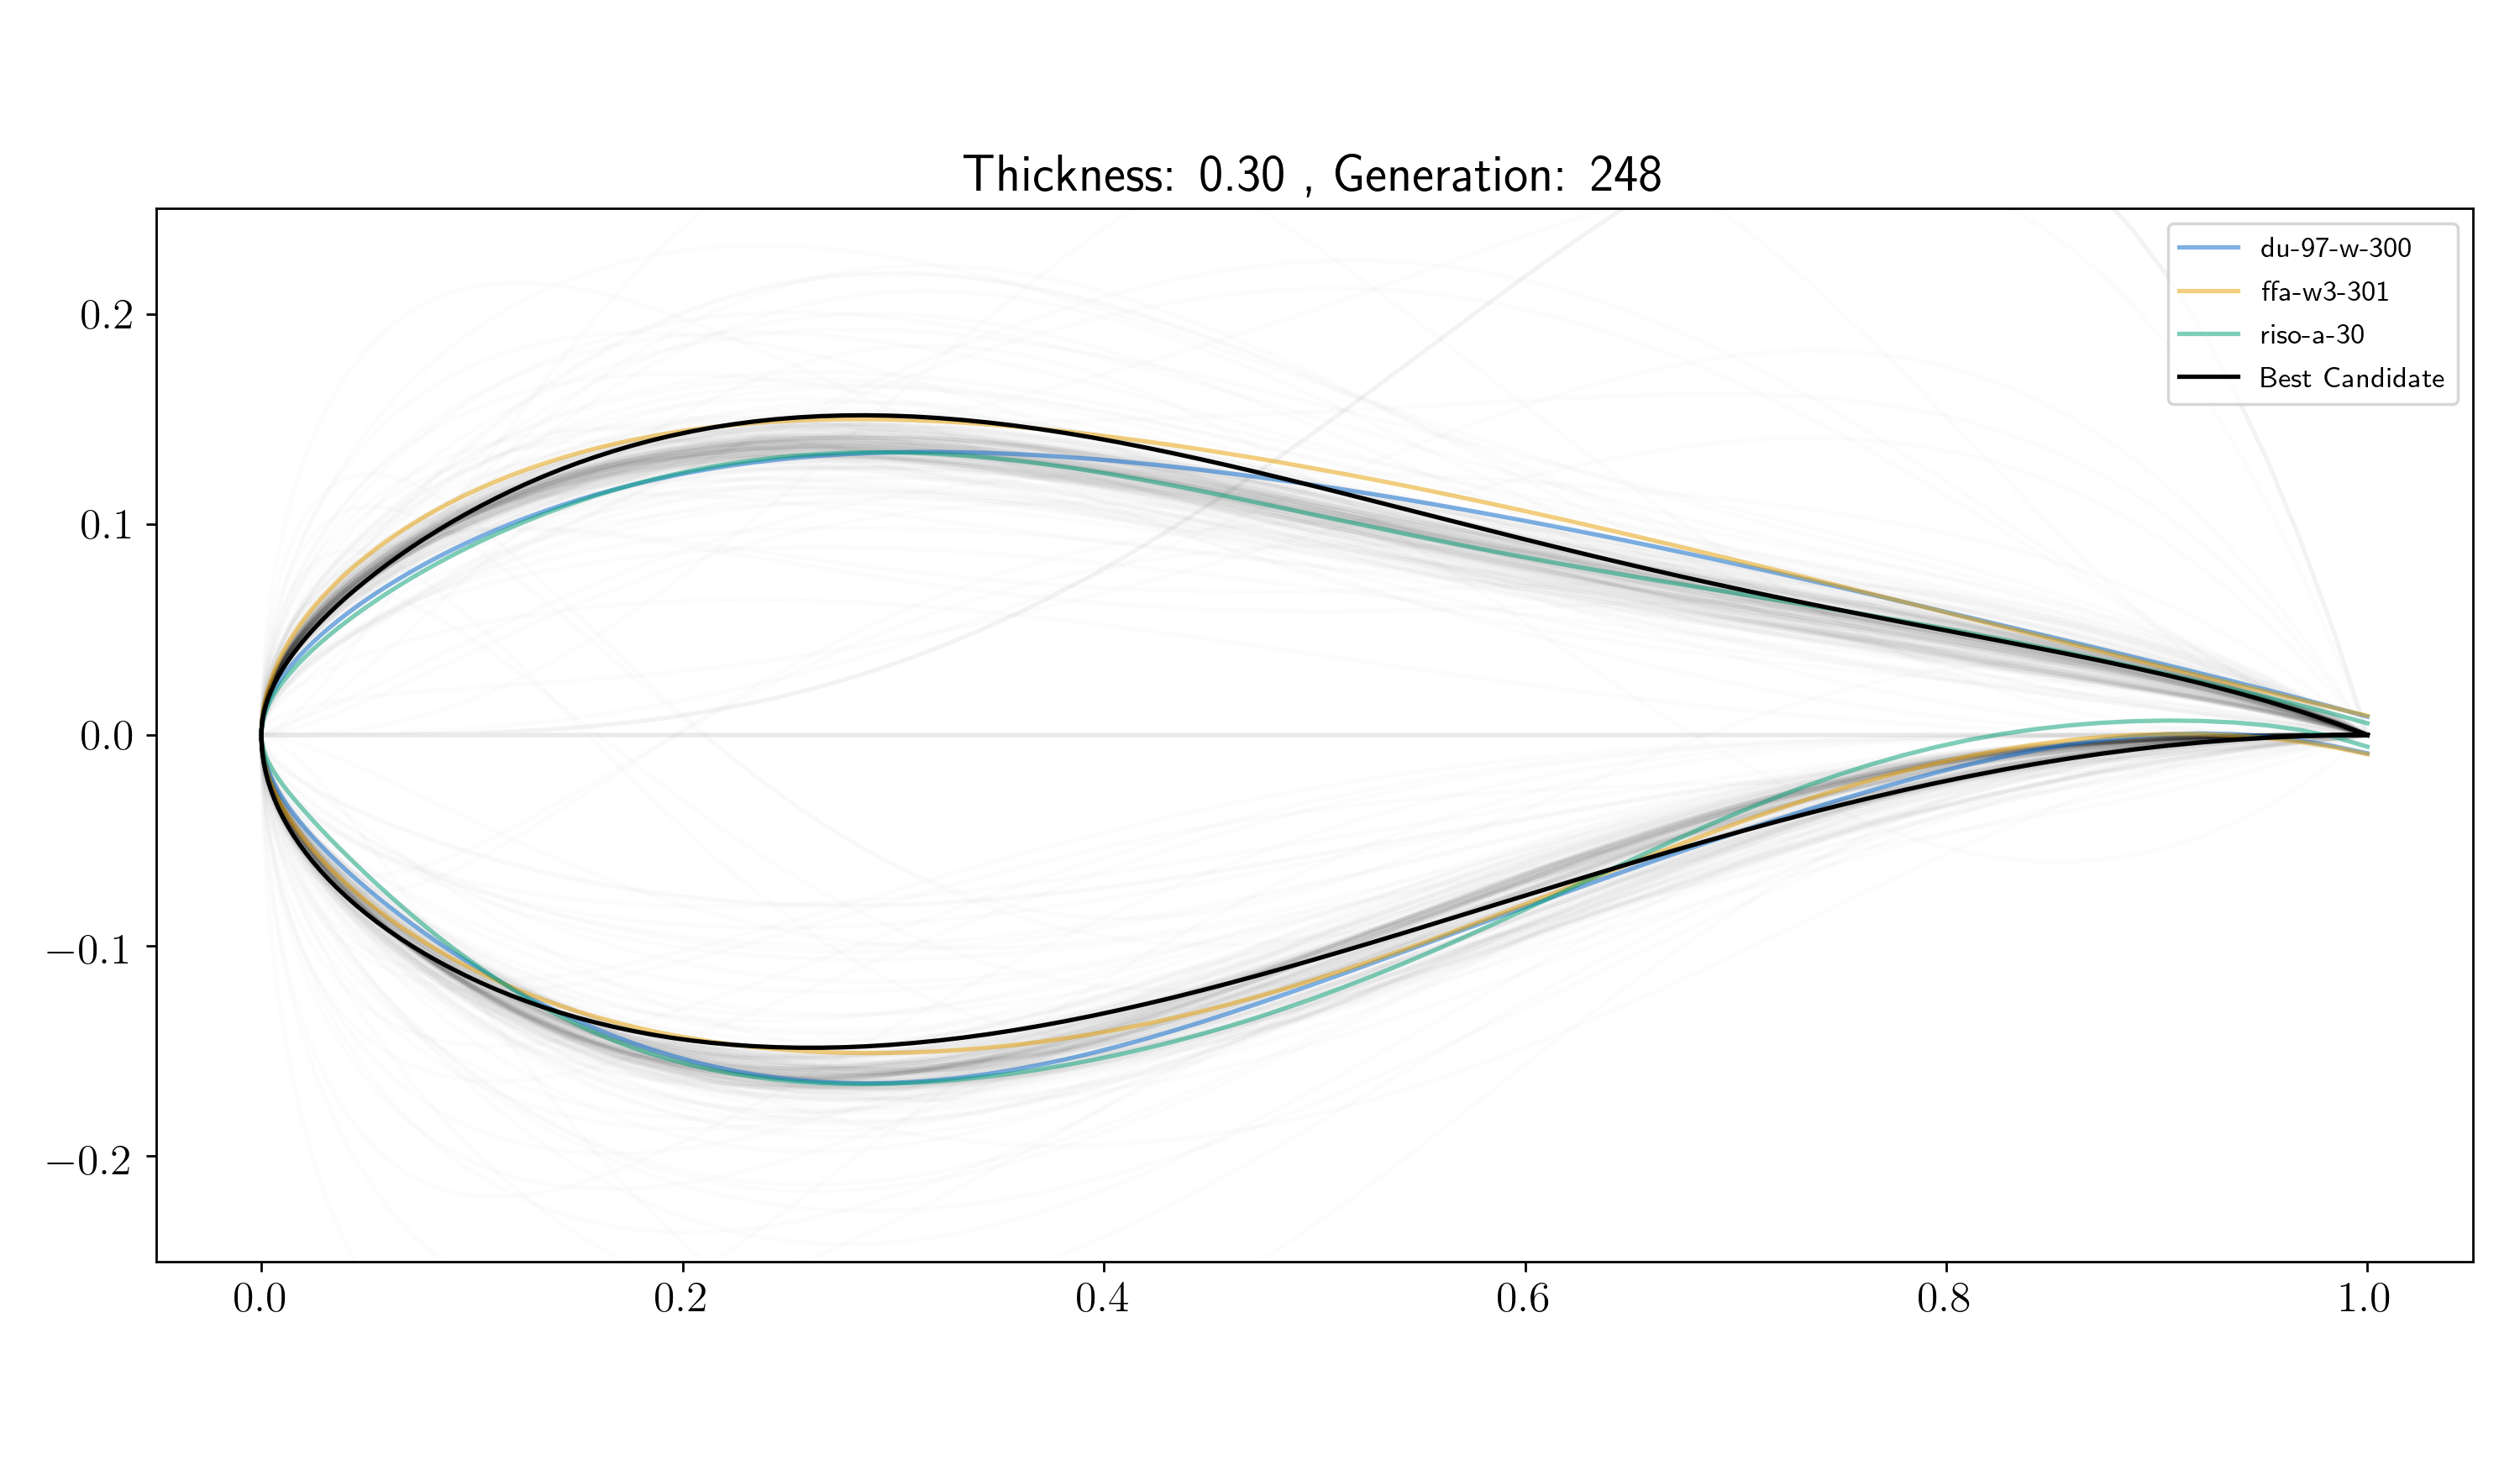 Thickness: 0.30 , Generation: 248
du-97-w-300
ffa-w3-301
riso-a-30
Best Candidate
0.2
0.1
0.0
−0.1
−0.2
0.0 0.2 0.4 0.6 0.8 1.0